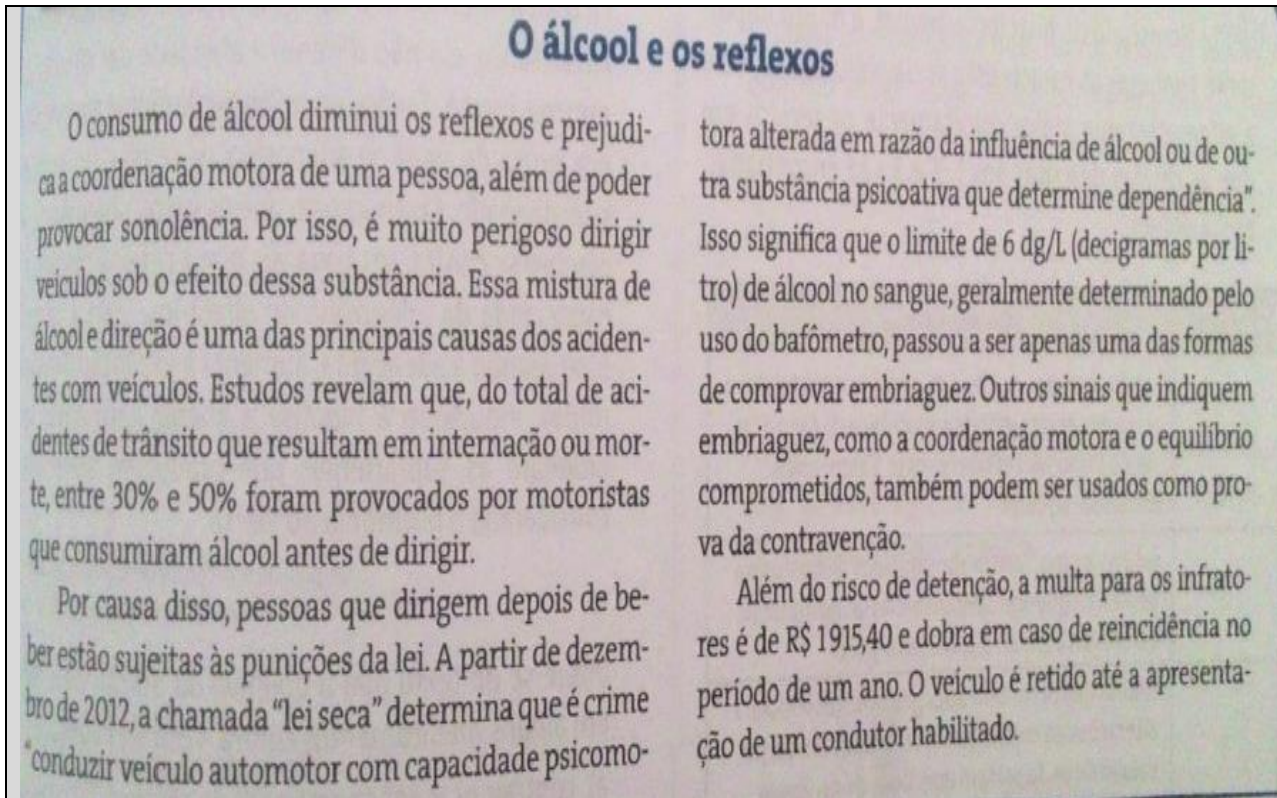 O álcool e os reflexos
O consumo de álcool diminui os reflexos e prejudi-
ca a coordenação motora de uma pessoa, além de poder
provocar sonolência. Por isso, é muito perigoso dirigir
veículos sob o efeito dessa substância. Essa mistura de
álcool e direção é uma das principais causas dos aciden-
tes com veículos. Estudos revelam que, do total de aci-
dentes de trânsito que resultam em internação ou mor-
te, entre 30% e 50% foram provocados por motoristas
que consumiram álcool antes de dirigir.
Por causa disso, pessoas que dirigem depois de be-
ber estão sujeitas às punições da lei. A partir de dezem-
bro de 2012, a chamada “lei seca” determina que é crime
“conduzir veículo automotor com capacidade psicomo-
tora alterada em razão da influência de álcool ou de ou-
tra substância psicoativa que determine dependência”.
Isso significa que o limite de 6 dg/L (decigramas por li-
tro) de álcool no sangue, geralmente determinado pelo
uso do bafômetro, passou a ser apenas uma das formas
de comprovar embriaguez. Outros sinais que indiquem
embriaguez, como a coordenação motora e o equilíbrio
comprometidos, também podem ser usados como pro-
va da contravenção.
Além do risco de detenção, a multa para os infrato-
res é de R$ 1915,40 e dobra em caso de reincidência no
período de um ano. O veículo é retido até a apresenta-
ção de um condutor habilitado.